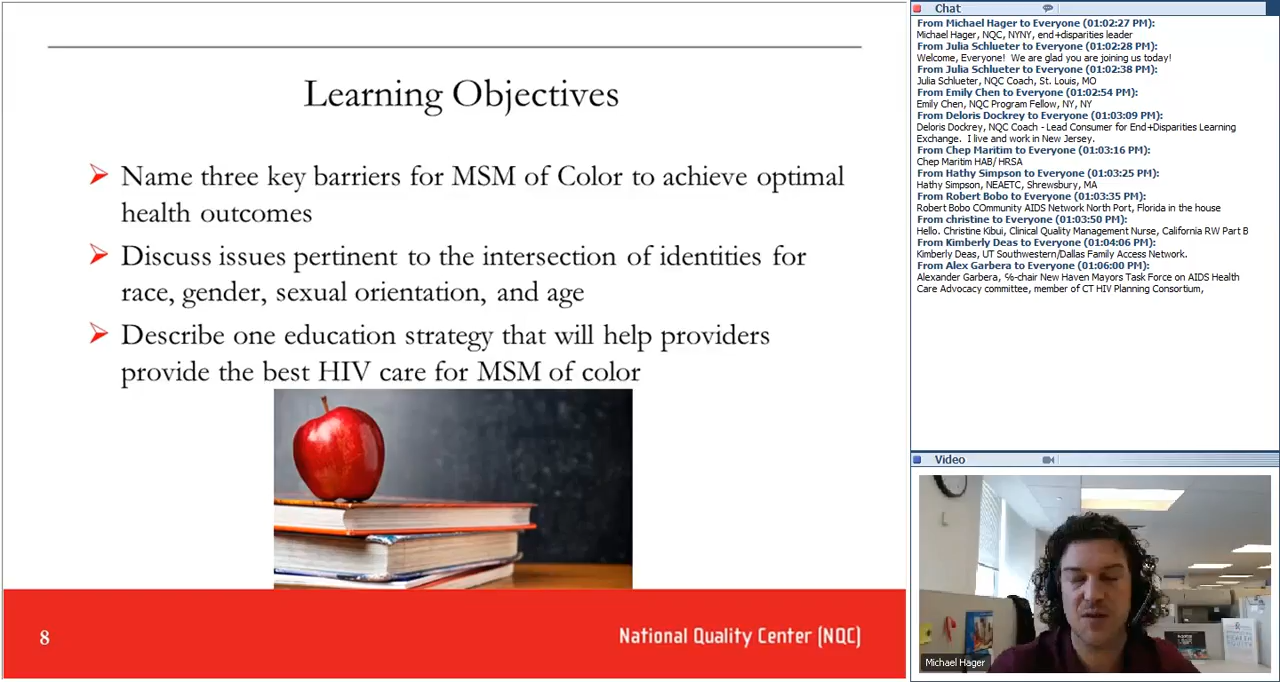 Learning Objectives
Name three key barriers for MSM of Color to achieve optimal
health outcomes
Discuss issues pertinent to the intersection of identities for
race, gender, sexual orientation, and age
Describe one education strategy that will help providers
provide the best HIV care for MSM of color
8
National Quality Center (NQC)
Chat
From Michael Hager to Everyone (01:02:27 PM):
Michael Hager, NQC, NYNY, end+disparities leader
From Julia Schlueter to Everyone (01:02:28 PM):
Welcome, Everyone! We are glad you are joining us today!
From Julia Schlueter to Everyone (01:02:38 PM):
Julia Schlueter, NQC Coach, St. Louis, MO
From Emily Chen to Everyone (01:02:54 PM):
Emily Chen, NQC Program Fellow, NY, NY
From Deloris Dockrey to Everyone (01:03:09 PM):
Deloris Dockrey, NQC Coach - Lead Consumer for End+Disparities Learning
Exchange. I live and work in New Jersey.
From Chep Maritim to Everyone (01:03:16 PM):
Chep Maritim HAB/ HRSA
From Hathy Simpson to Everyone (01:03:25 PM):
Hathy Simpson, NEAETC, Shrewsbury, MA
From Robert Bobo to Everyone (01:03:35 PM):
Robert Bobo COmmunity AIDS Network North Port, Florida in the house
From christine to Everyone (01:03:50 PM):
Hello. Christine Kibui, Clinical Quality Management Nurse, California RW Part B
From Kimberly Deas to Everyone (01:04:06 PM):
Kimberly Deas, UT Southwestern/Dallas Family Access Network.
From Alex Garbera to Everyone (01:06:00 PM):
Alexander Garbera, %-chair New Haven Mayors Task Force on AIDS Health
Care Advocacy committee, member of CT HIV Planning Consortium,
Video
Michael Hager